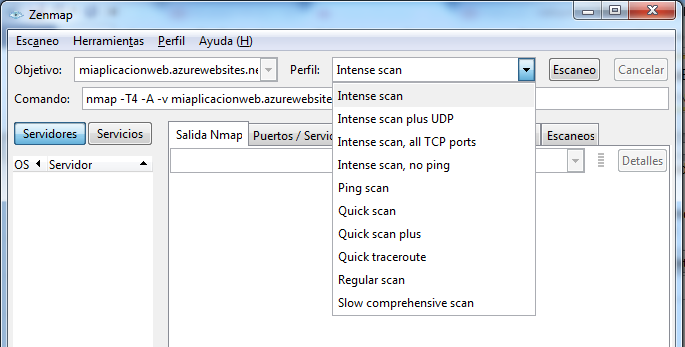 Zenmap
Escaneo Herramientas Perfil Ayuda (H)
Objetivo: miaplicacionweb.azurewebsites.ne Perfil: Intense scan Escaneo Cancelar
Comando: nmap -T4 -A -v miaplicacionweb.azurewebsite
Servidores Servicios Salida Nmap Puertos / Servic Escaneos
OS Servidor Detalles
Intense scan
Intense scan plus UDP
Intense scan, all TCP ports
Intense scan, no ping
Ping scan
Quick scan
Quick scan plus
Quick traceroute
Regular scan
Slow comprehensive scan